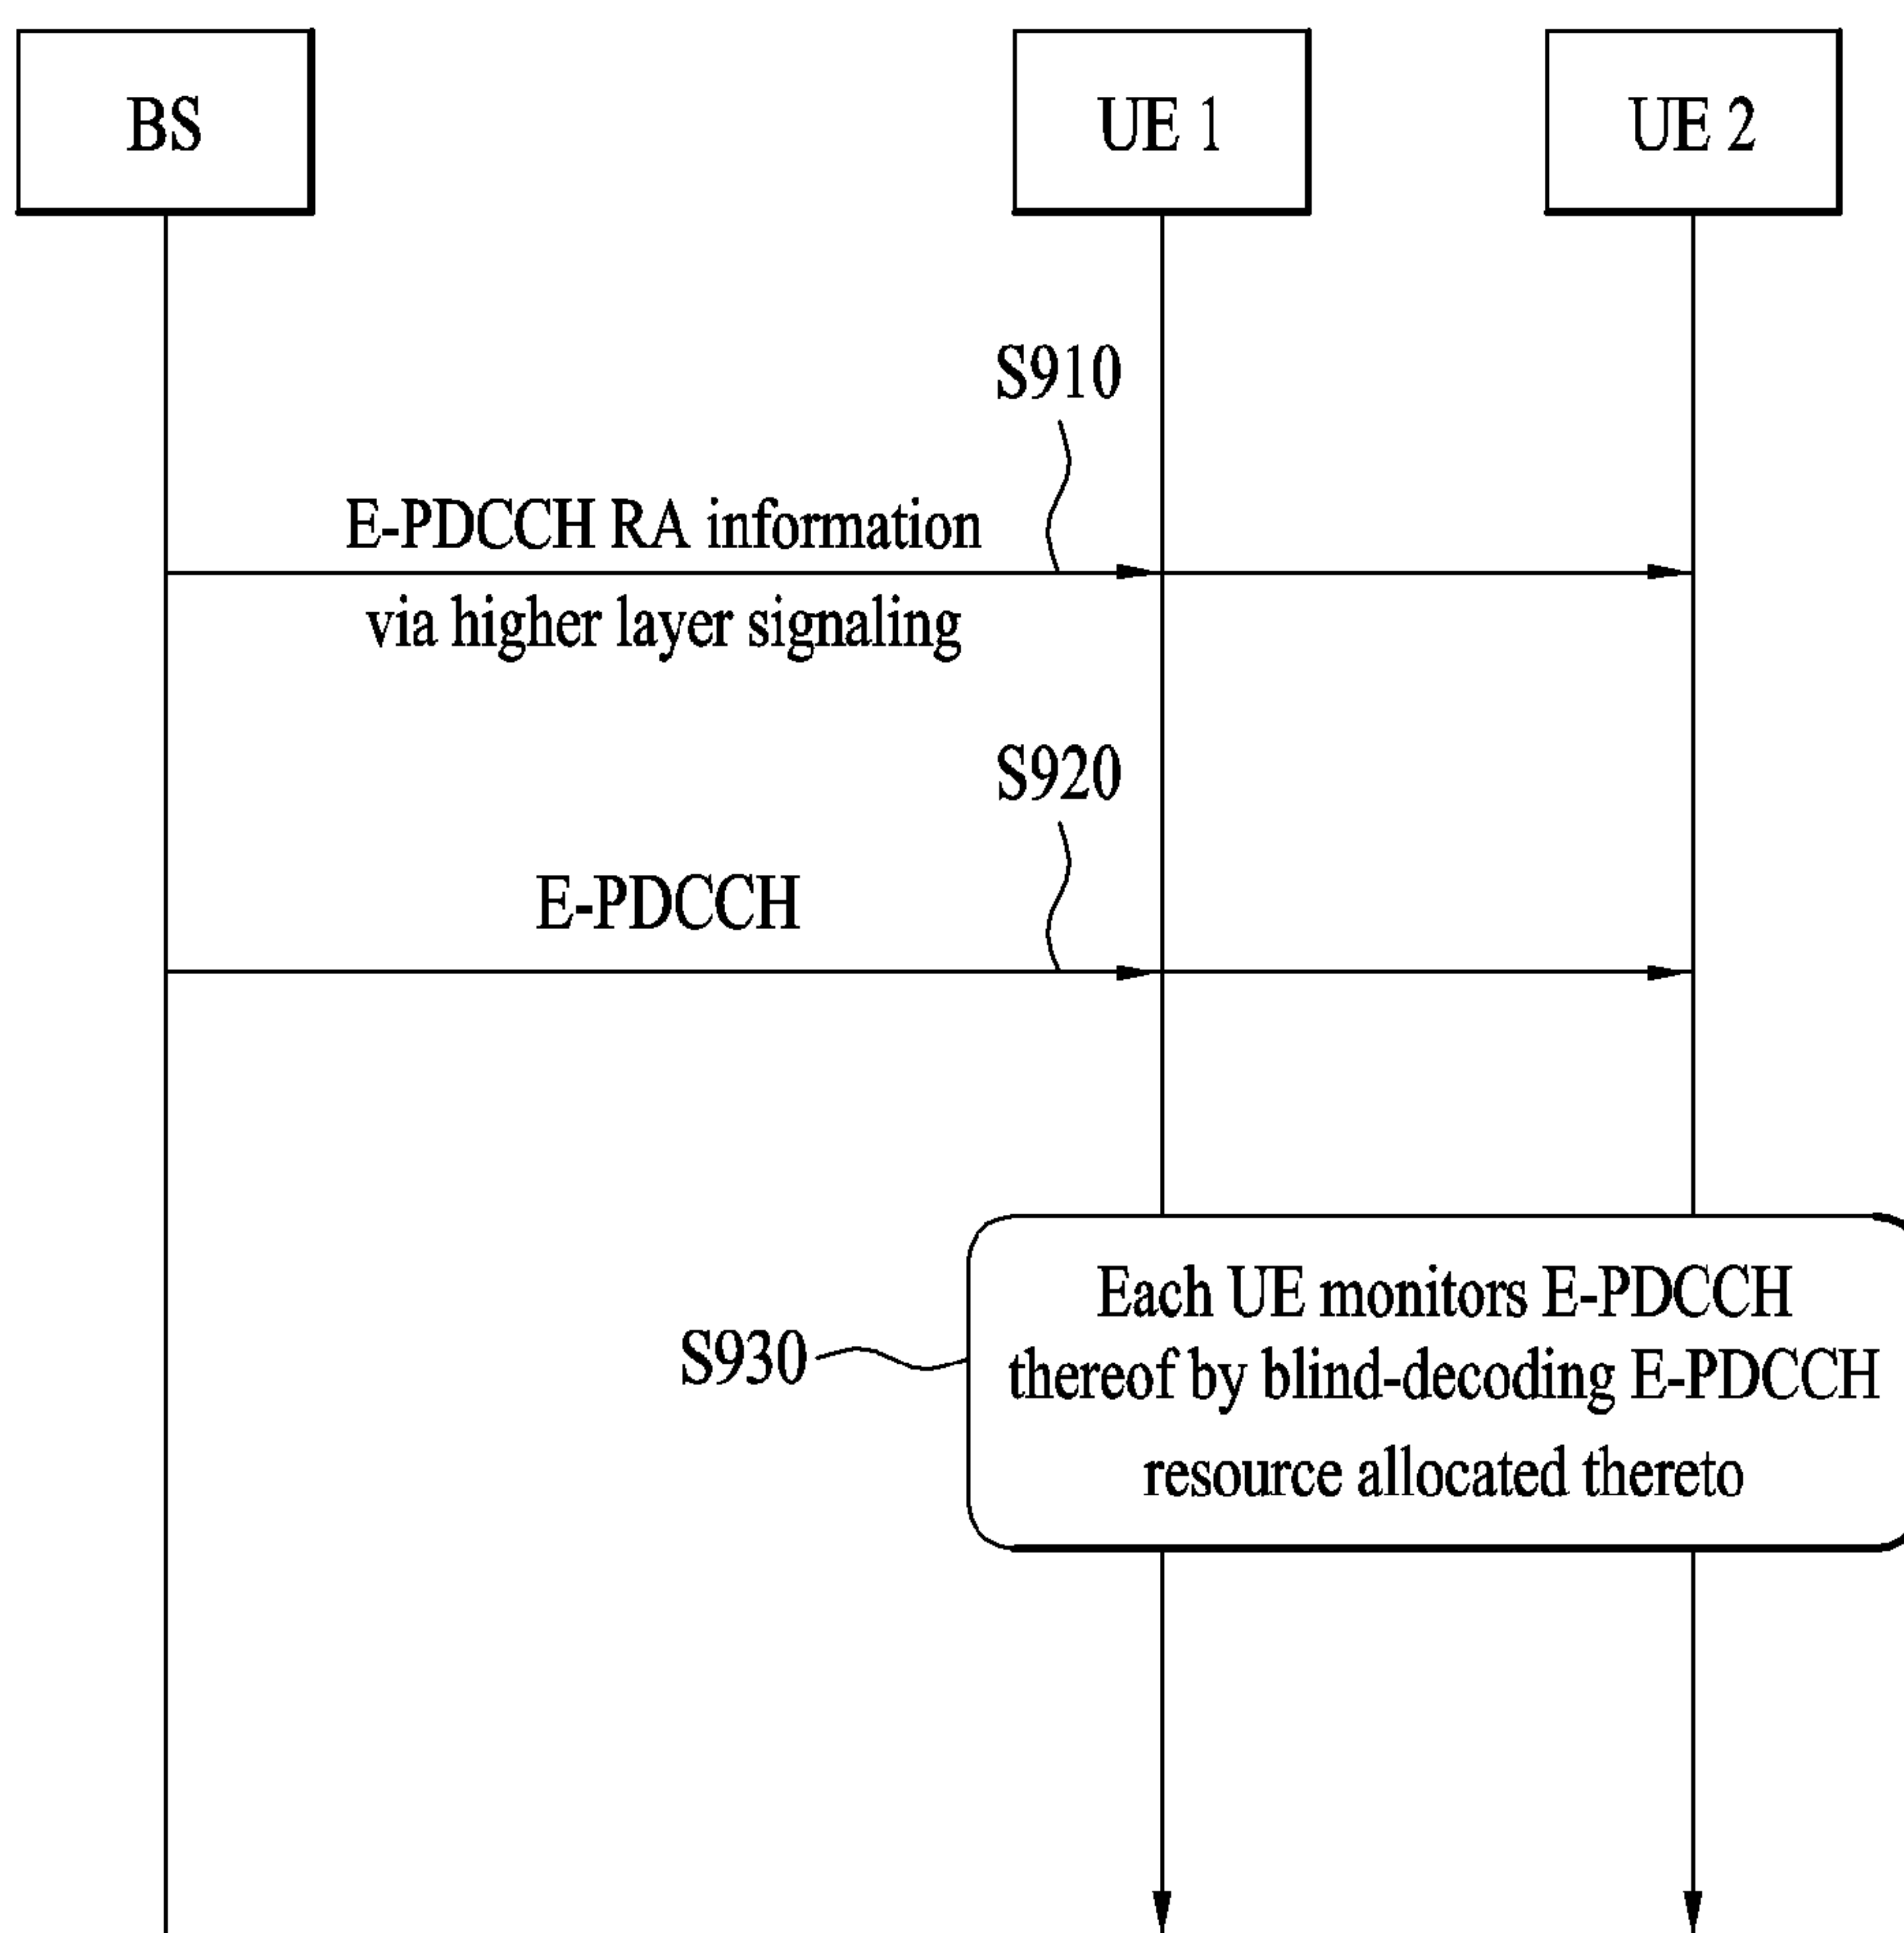 BS
UE 1
UE 2
S910
E-PDCCH RA information
via higher layer signaling
S920
E-PDCCH
S930
Each UE monitors E-PDCCH
thereof by blind-decoding E-PDCCH
resource allocated thereto